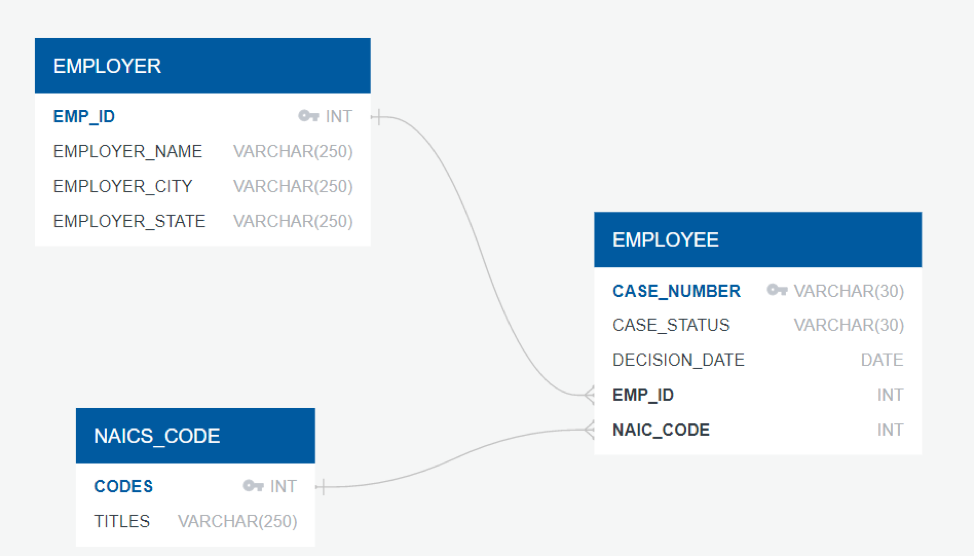 EMPLOYER
EMP_ID INT
EMPLOYER_NAME VARCHAR(250)
EMPLOYER_CITY VARCHAR(250)
EMPLOYER_STATE VARCHAR(250)
EMPLOYEE
CASE_NUMBER VARCHAR(30)
CASE_STATUS VARCHAR(30)
DECISION_DATE DATE
EMP_ID INT
NAIC_CODE INT
NAICS_CODE
CODES INT
TITLES VARCHAR(250)